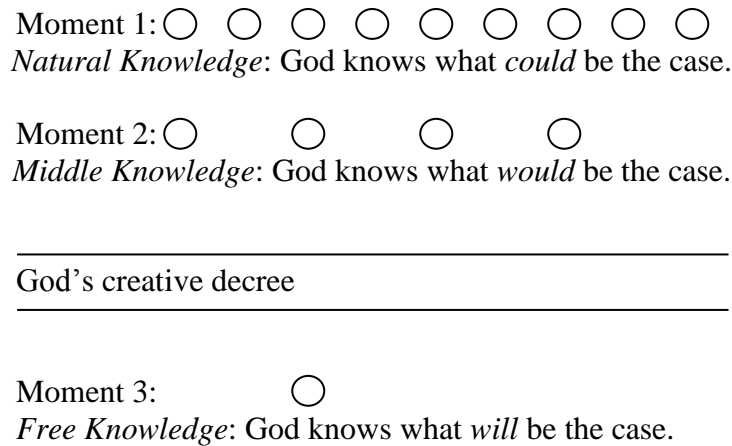 Moment 1:
Natural Knowledge: God knows what could be the case.
Moment 2:
Middle Knowledge: God knows what would be the case.
God’s creative decree
Moment 3:
Free Knowledge: God knows what will be the case.